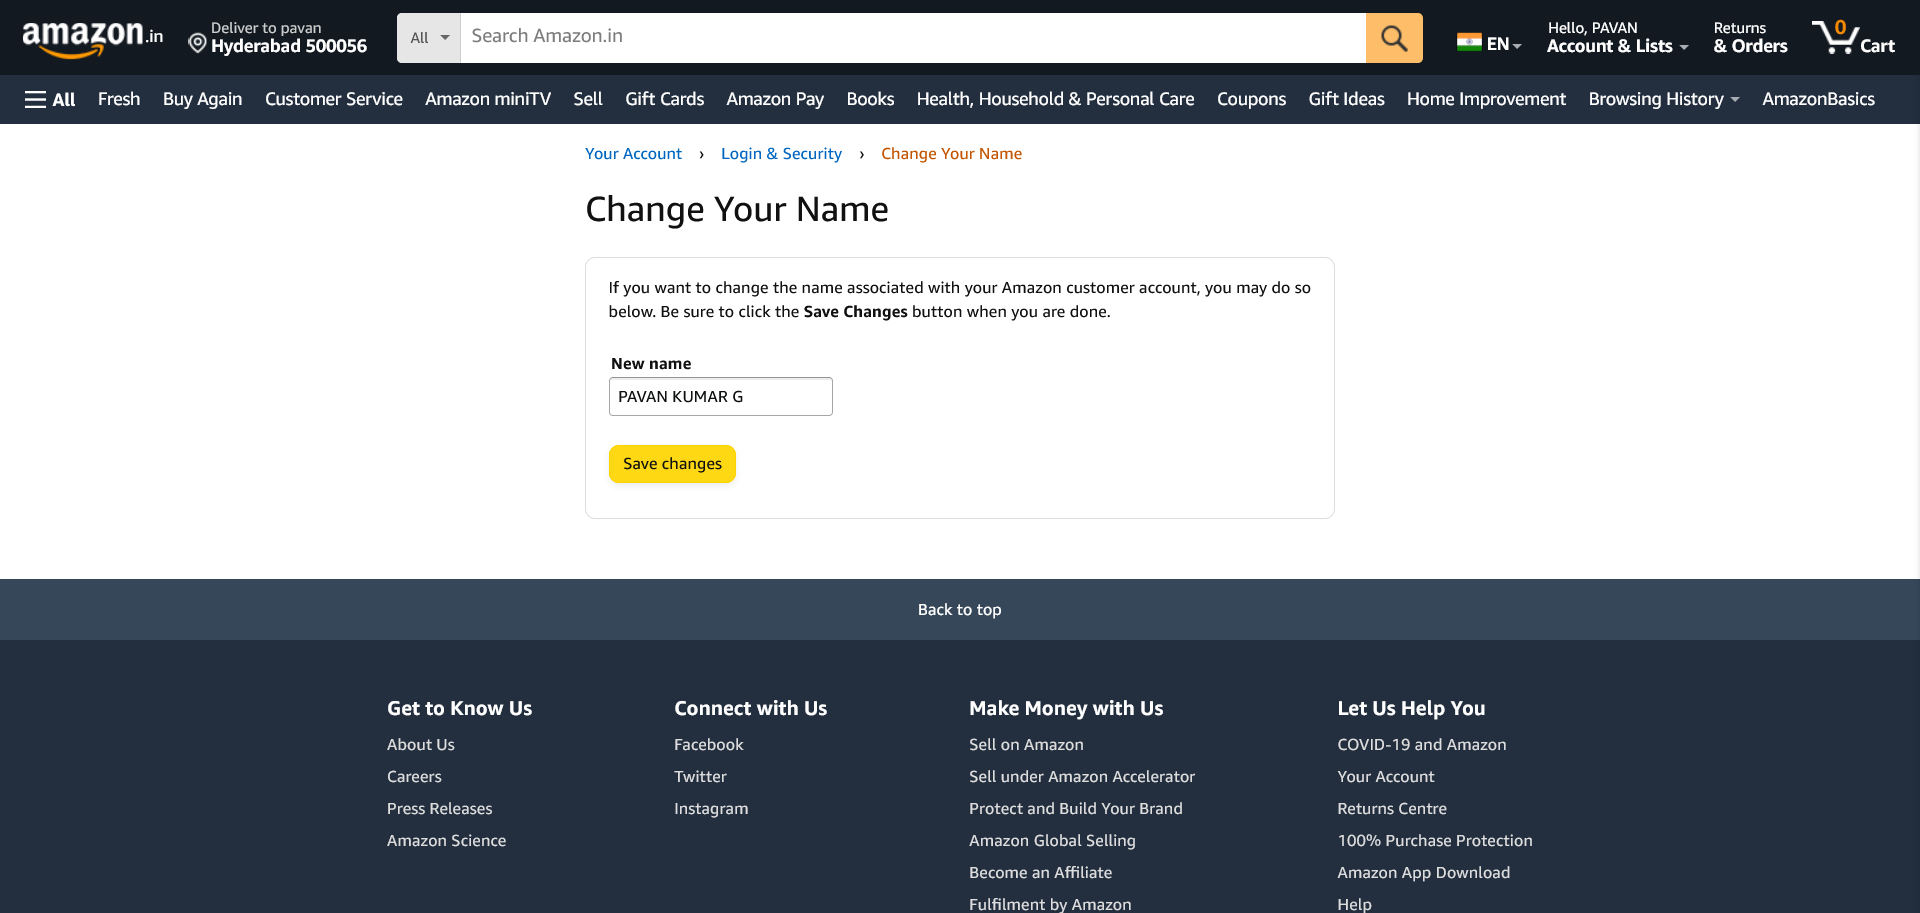 amazon.in
Deliver to pavan
Hyderabad 500056
All
Search Amazon.in
EN
Hello, PAVAN
Account & Lists
Returns
& Orders
0
Cart
All Fresh Buy Again Customer Service Amazon miniTV Sell Gift Cards Amazon Pay Books Health, Household & Personal Care Coupons Gift Ideas Home Improvement Browsing History AmazonBasics
Your Account › Login & Security › Change Your Name
Change Your Name
If you want to change the name associated with your Amazon customer account, you may do so
below. Be sure to click the Save Changes button when you are done.
New name
PAVAN KUMAR G
Save changes
Back to top
Get to Know Us
About Us
Careers
Press Releases
Amazon Science
Connect with Us
Facebook
Twitter
Instagram
Make Money with Us
Sell on Amazon
Sell under Amazon Accelerator
Protect and Build Your Brand
Amazon Global Selling
Become an Affiliate
Fulfilment by Amazon
Let Us Help You
COVID-19 and Amazon
Your Account
Returns Centre
100% Purchase Protection
Amazon App Download
Help